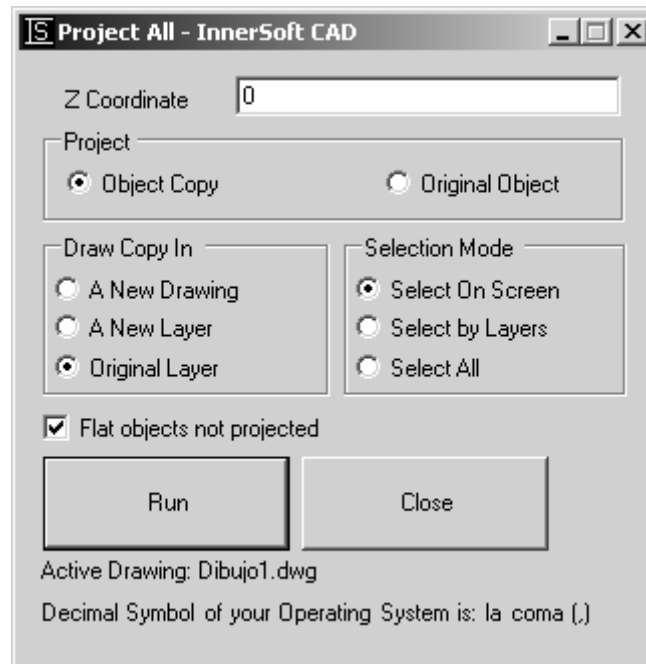 Project All - InnerSoft CAD
Z Coordinate 0
Project
Object Copy Original Object
Draw Copy In Selection Mode
A New Drawing Select On Screen
A New Layer Select by Layers
Original Layer Select All
Flat objects not projected
Run Close
Active Drawing: Dibujo1.dwg
Decimal Symbol of your Operating System is: la coma (,)